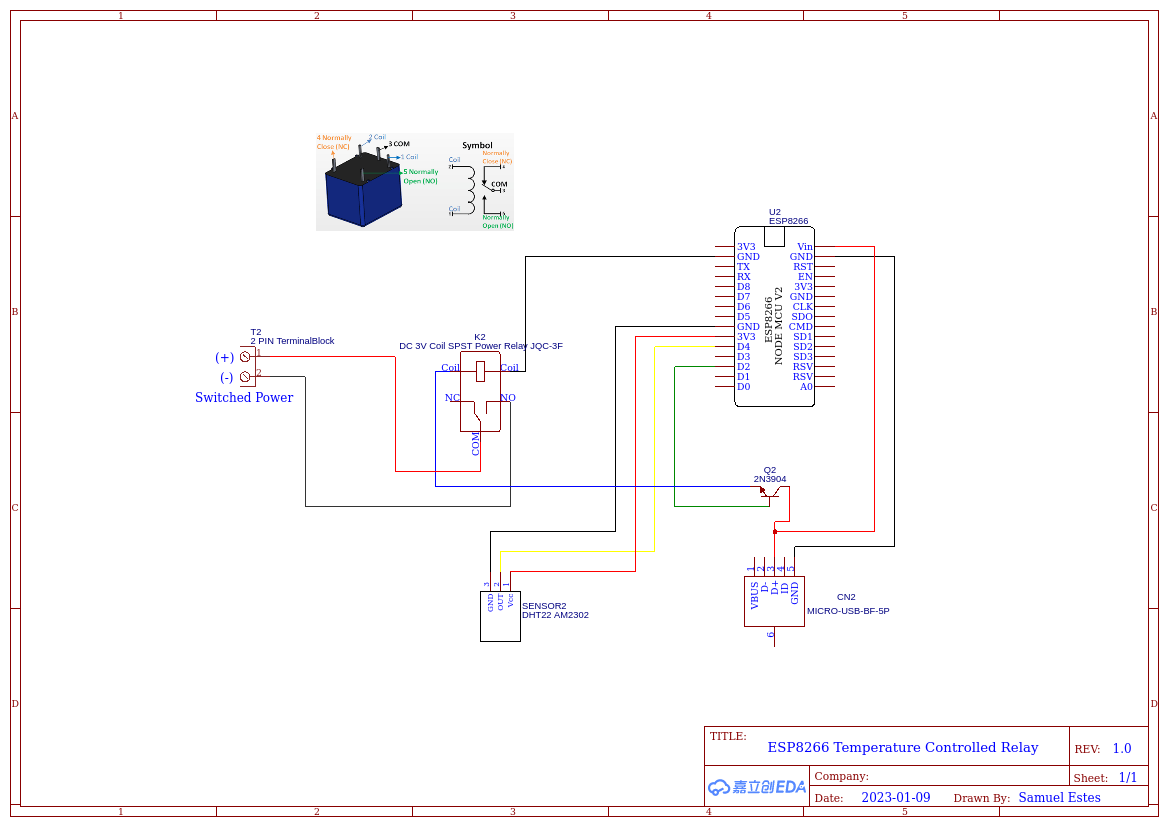 1 2 3 4 5
A A
B B
C C
D D
4 Normally
Close (NC)
2 Coil
3 COM
1 Coil
5 Normally
Open (NO)
Symbol
Coil
Normally
Close (NC)
COM
Coil
Normally
Open (NO)
U2
ESP8266
3V3 Vin
GND GND
TX RST
RX EN
D8 3V3
D7 GND
D6 CLK
D5 SDO
GND CMD
3V3 SD1
D4 SD2
D3 SD3
D2 RSV
D1 RSV
D0 A0
ESP8266
NODE MCU V2
T2
2 PIN TerminalBlock
(+) 1
(-) 2
Switched Power
K2
DC 3V Coil SPST Power Relay JQC-3F
Coil Coil
NC NO
COM
Q2
2N3904
3 2 1
GND OUT Vcc
SENSOR2
DHT22 AM2302
1 2 3 4 5
VBUS D- D+ ID GND
6
CN2
MICRO-USB-BF-5P
TITLE:
ESP8266 Temperature Controlled Relay
REV: 1.0
嘉立创EDA
Company:
Sheet: 1/1
Date: 2023-01-09 Drawn By: Samuel Estes
1 2 3 4 5